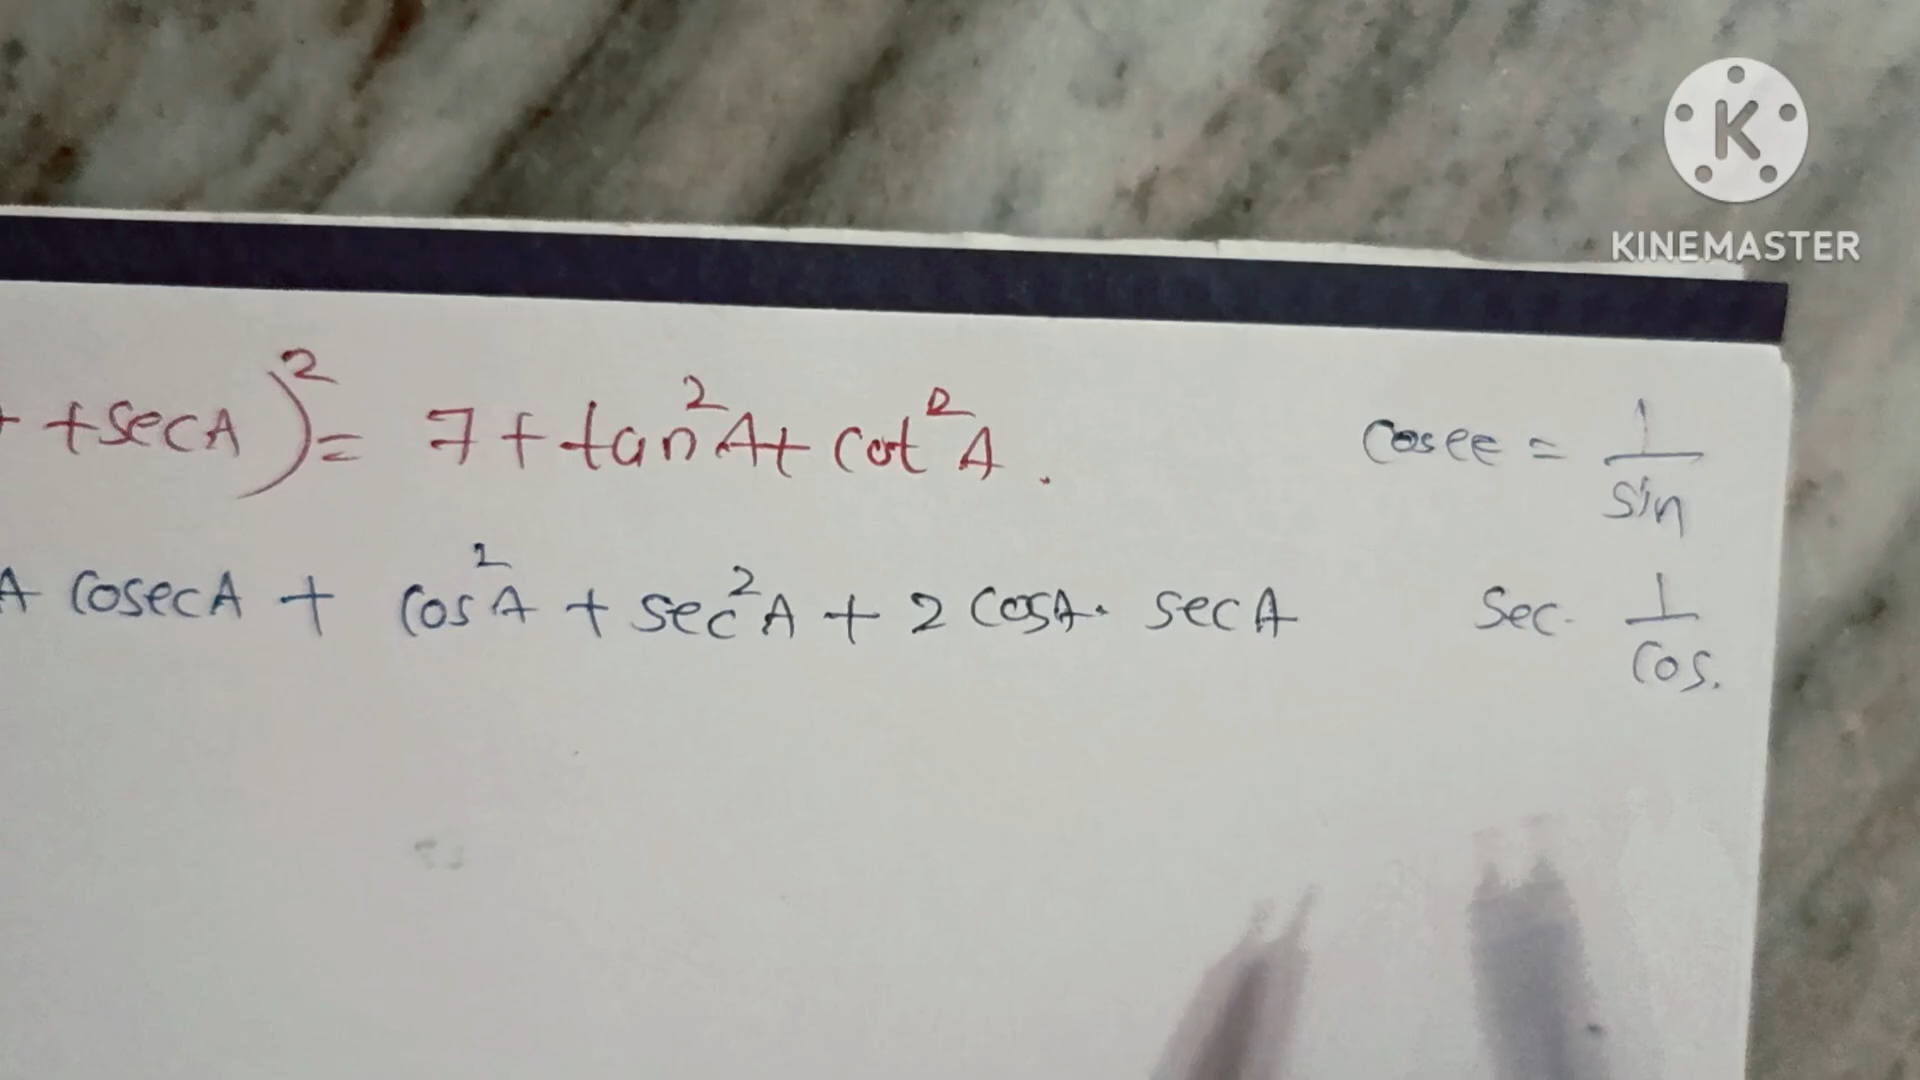 KINEMASTER
+ secA)² = 7 + tan²A + cot²A.
cosec = 1/sin
A cosecA + cos²A + sec²A + 2 cosA. secA
Sec. 1/cos.